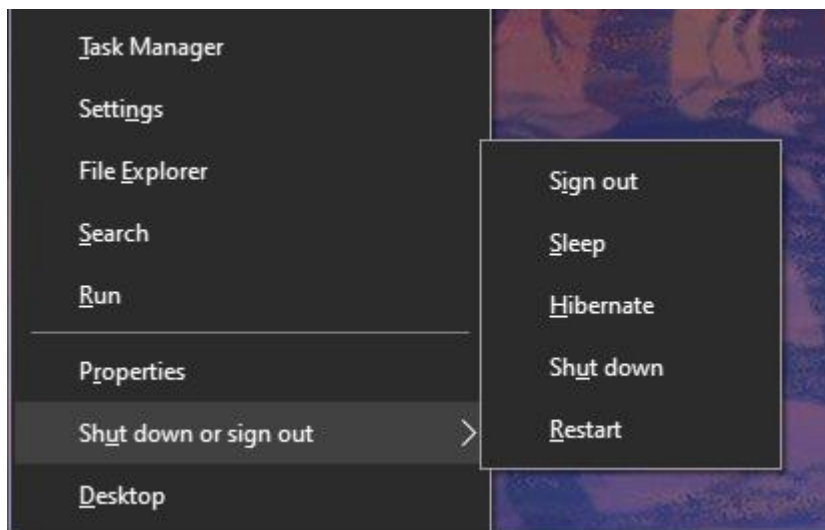 Task Manager
Settings
File Explorer
Search
Run
Properties
Shut down or sign out
Desktop
Sign out
Sleep
Hibernate
Shut down
Restart